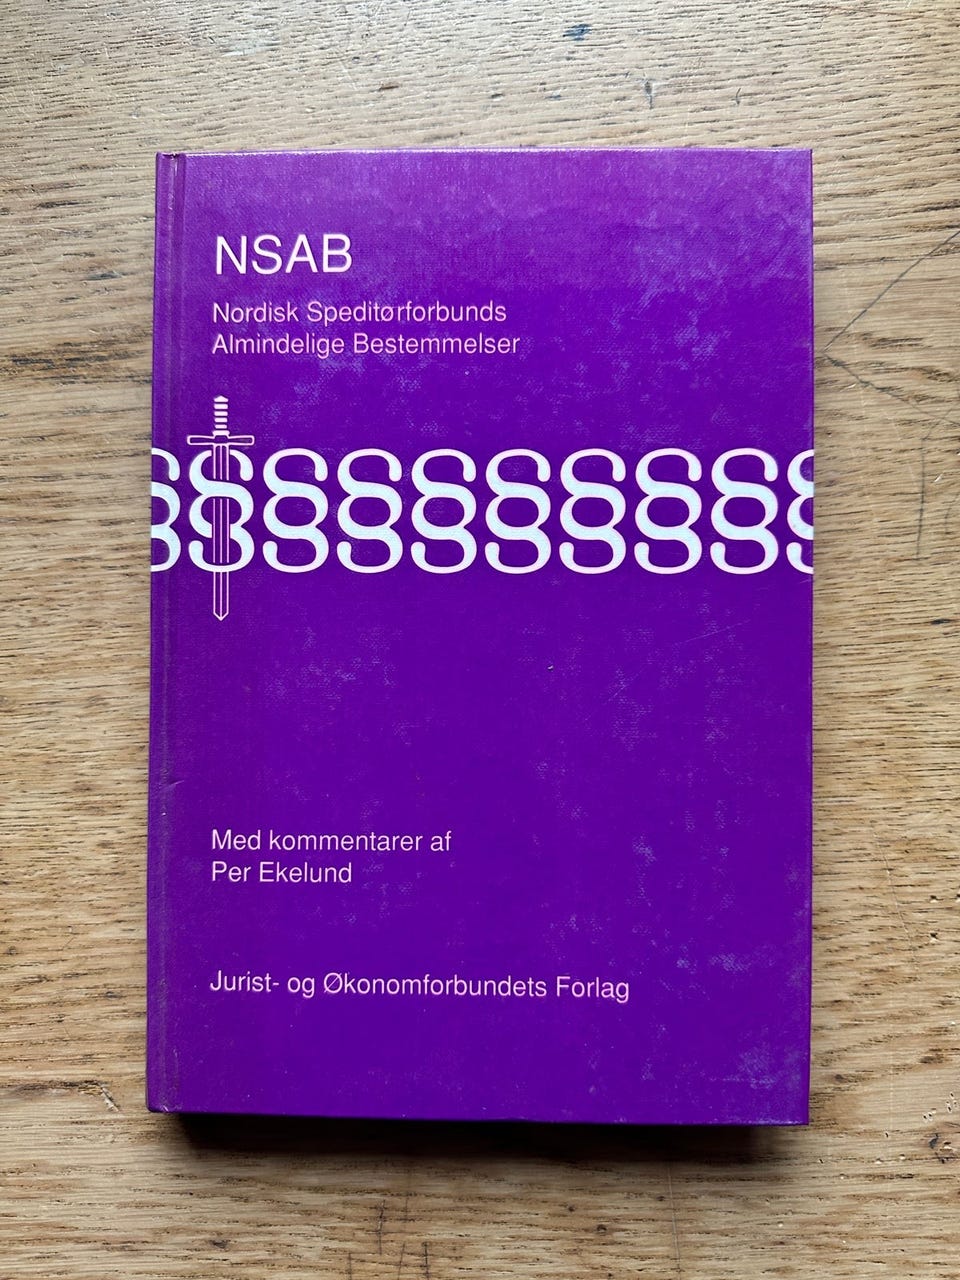 NSAB
Nordisk Speditørforbunds
Almindelige Bestemmelser
§§§§§§§§§§
Med kommentarer af
Per Ekelund
Jurist- og Økonomforbundets Forlag